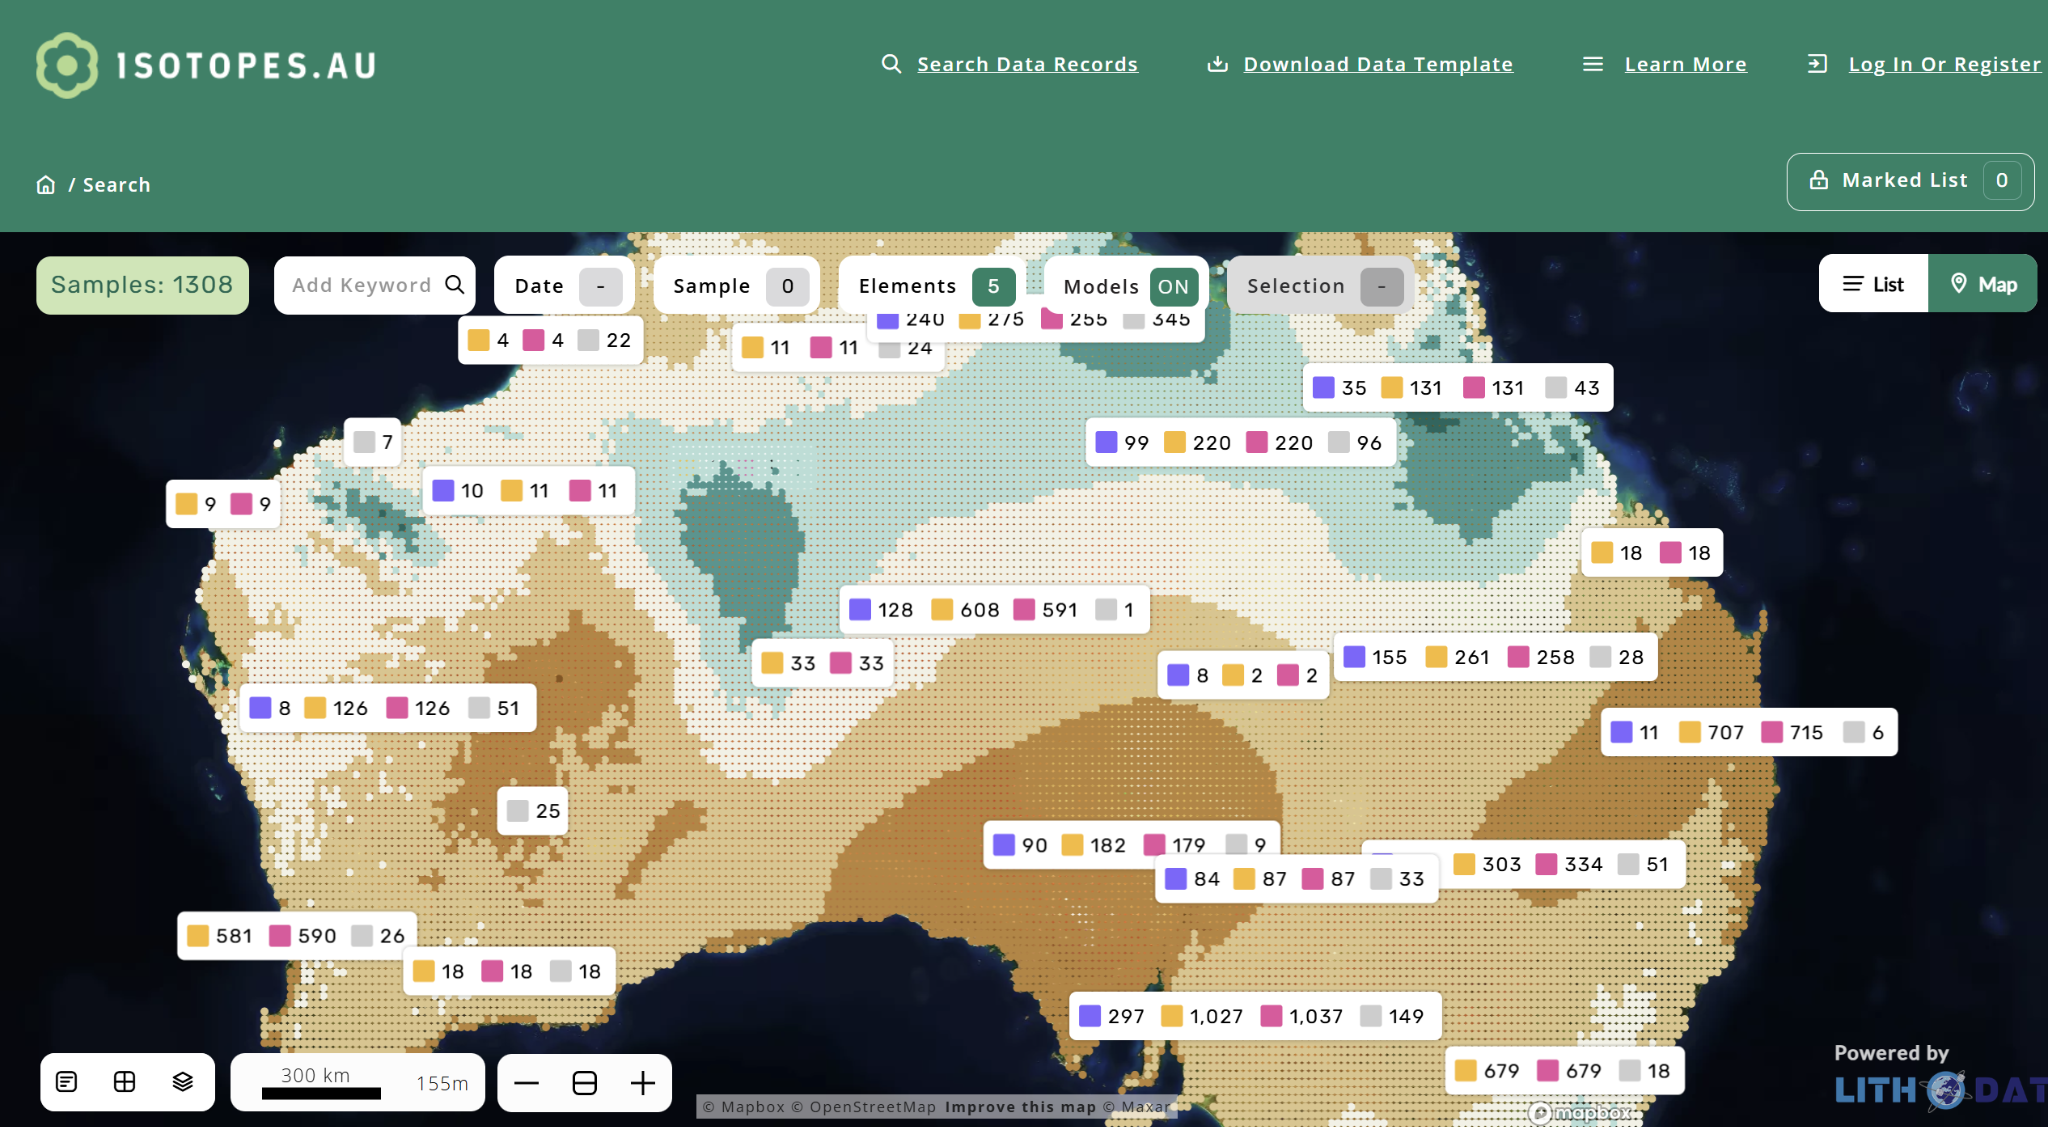 ISOTOPES.AU
Search Data Records
Download Data Template
Learn More
Log In Or Register
/ Search
Marked List 0
Samples: 1308
Add Keyword
Date -
Sample 0
Elements 5
Models ON
Selection -
List
Map
240 275 255 345
4 4 22
11 11 24
35 131 131 43
7
99 220 220 96
10 11 11
9 9
18 18
128 608 591 1
33 33
155 261 258 28
8 2 2
8 126 126 51
11 707 715 6
25
90 182 179 9
303 334 51
84 87 87 33
581 590 26
18 18 18
297 1,027 1,037 149
679 679 18
300 km
155m
© Mapbox © OpenStreetMap Improve this map © Maxar
mapbox
Powered by
LITHODAT